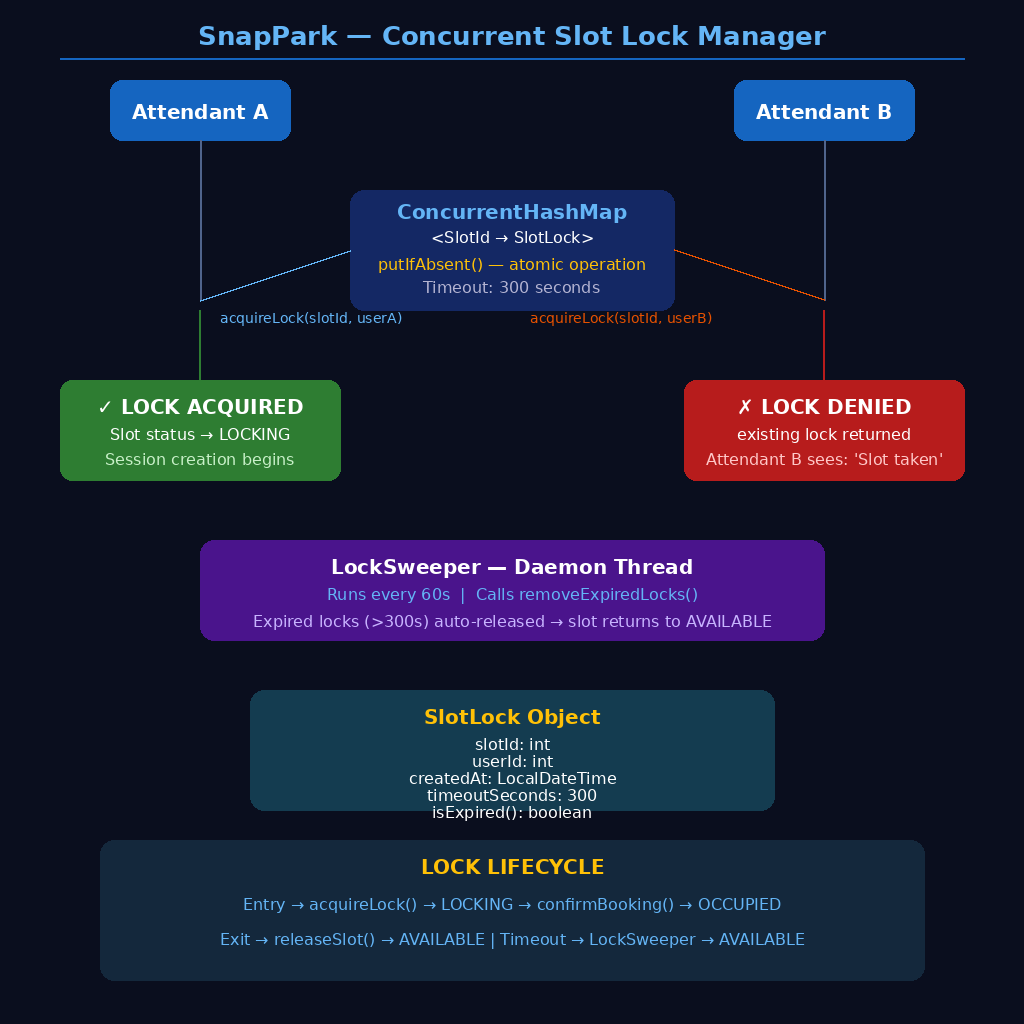 SnapPark — Concurrent Slot Lock Manager
Attendant A
Attendant B
ConcurrentHashMap
<SlotId → SlotLock>
putIfAbsent() — atomic operation
Timeout: 300 seconds
acquireLock(slotId, userA)
acquireLock(slotId, userB)
✓ LOCK ACQUIRED
Slot status → LOCKING
Session creation begins
✗ LOCK DENIED
existing lock returned
Attendant B sees: 'Slot taken'
LockSweeper — Daemon Thread
Runs every 60s | Calls removeExpiredLocks()
Expired locks (>300s) auto-released → slot returns to AVAILABLE
SlotLock Object
slotId: int
userId: int
createdAt: LocalDateTime
timeoutSeconds: 300
isExpired(): boolean
LOCK LIFECYCLE
Entry → acquireLock() → LOCKING → confirmBooking() → OCCUPIED
Exit → releaseSlot() → AVAILABLE | Timeout → LockSweeper → AVAILABLE